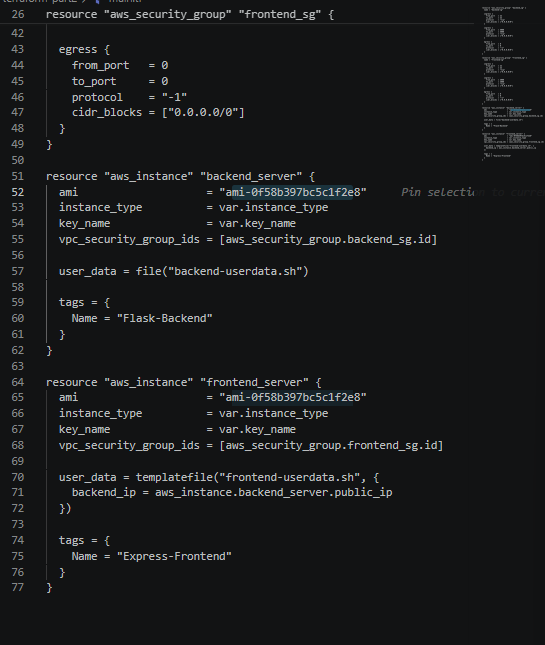 26 resource "aws_security_group" "frontend_sg" {
42
43 egress {
44 from_port = 0
45 to_port = 0
46 protocol = "-1"
47 cidr_blocks = ["0.0.0.0/0"]
48 }
49 }
50
51 resource "aws_instance" "backend_server" {
52 ami = "ami-0f58b397bc5c1f2e8" Pin selection to curre
53 instance_type = var.instance_type
54 key_name = var.key_name
55 vpc_security_group_ids = [aws_security_group.backend_sg.id]
56
57 user_data = file("backend-userdata.sh")
58
59 tags = {
60 Name = "Flask-Backend"
61 }
62 }
63
64 resource "aws_instance" "frontend_server" {
65 ami = "ami-0f58b397bc5c1f2e8"
66 instance_type = var.instance_type
67 key_name = var.key_name
68 vpc_security_group_ids = [aws_security_group.frontend_sg.id]
69
70 user_data = templatefile("frontend-userdata.sh", {
71 backend_ip = aws_instance.backend_server.public_ip
72 })
73
74 tags = {
75 Name = "Express-Frontend"
76 }
77 }